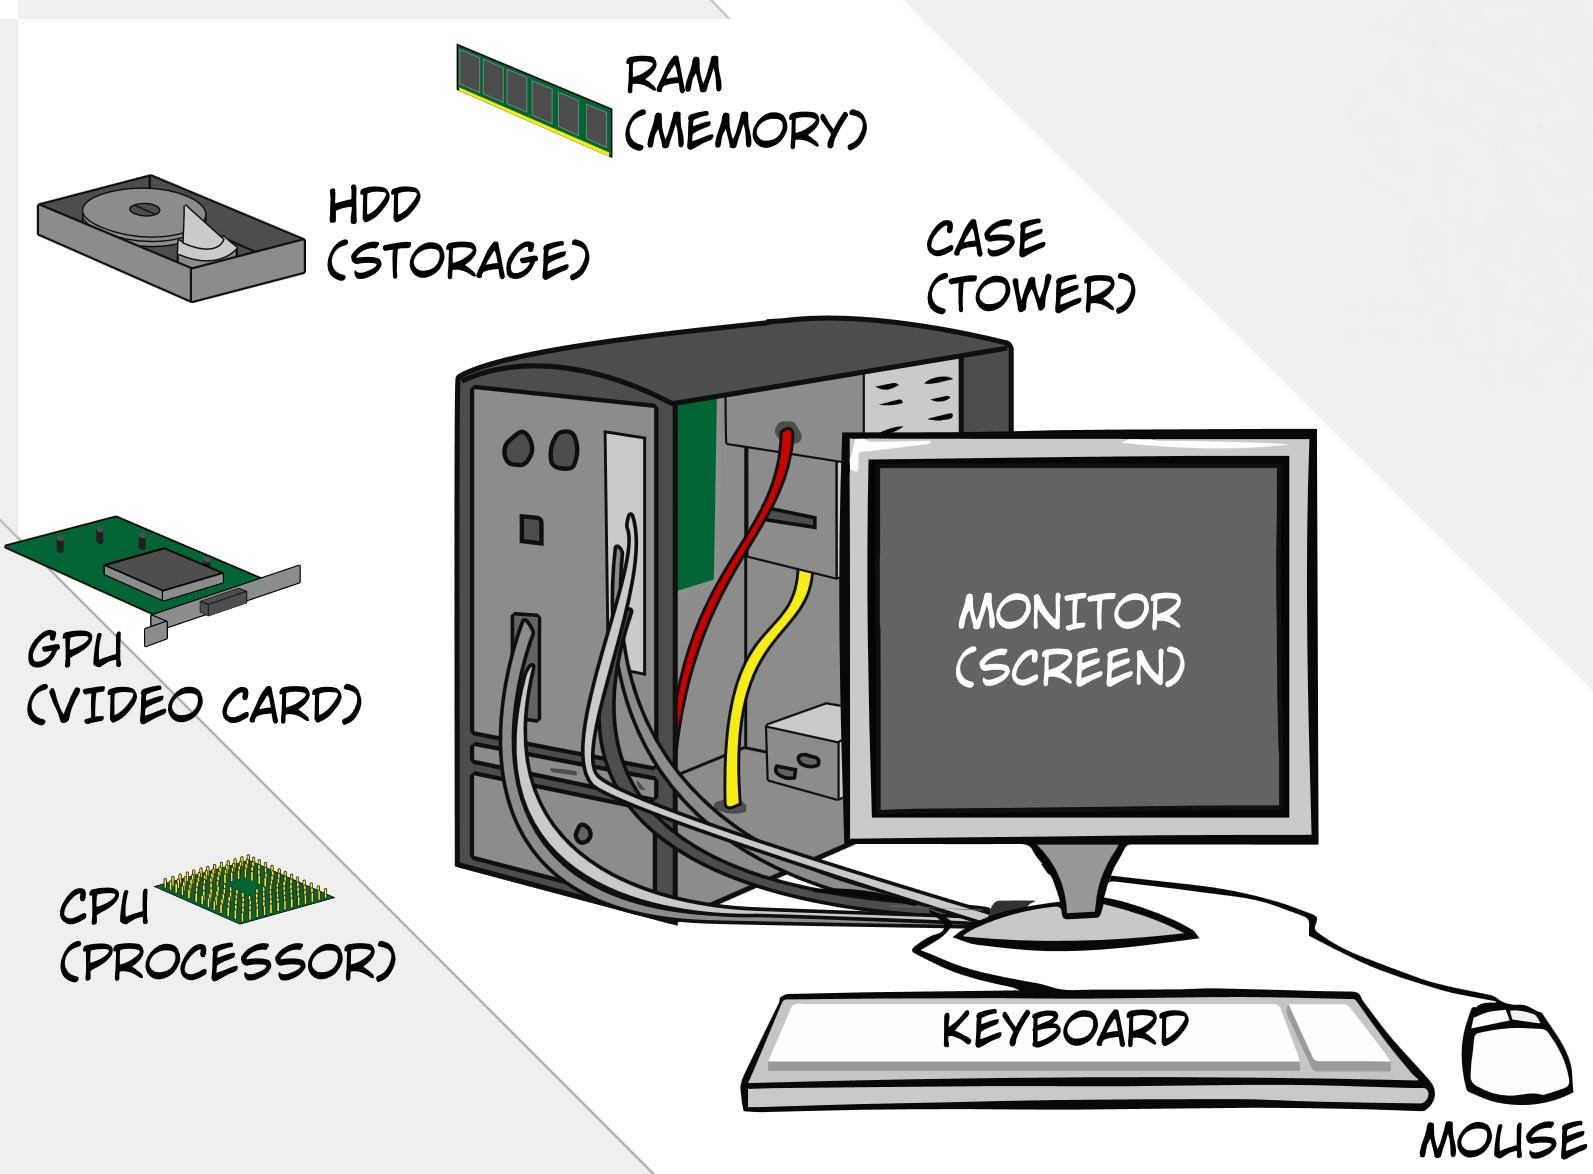 RAM
(MEMORY)
HDD
(STORAGE)
CASE
(TOWER)
MONITOR
(SCREEN)
GPU
(VIDEO CARD)
CPU
(PROCESSOR)
KEYBOARD
MOUSE